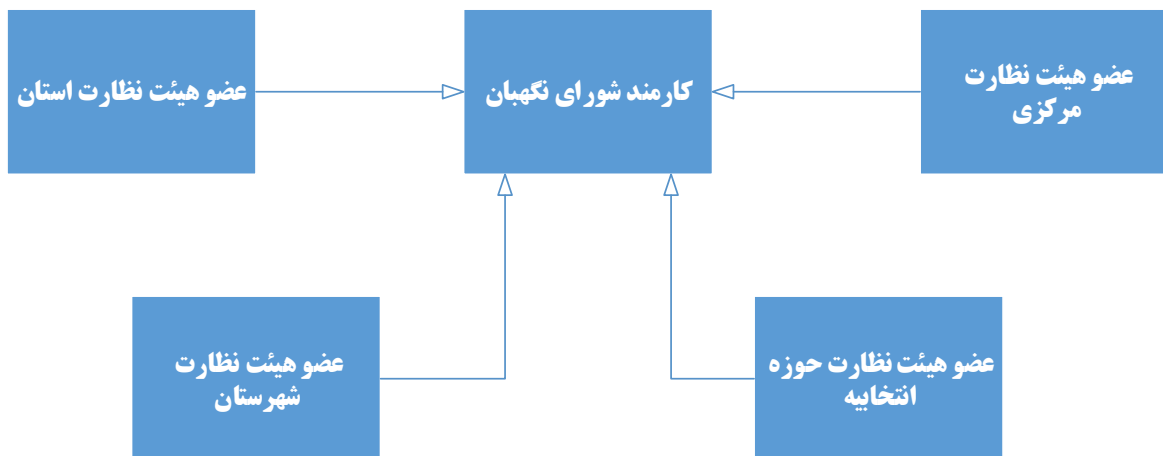 عضو هیئت نظارت
مرکزی
کارمند شورای نگهبان
عضو هیئت نظارت استان
عضو هیئت نظارت حوزه
انتخابیه
عضو هیئت نظارت
شهرستان